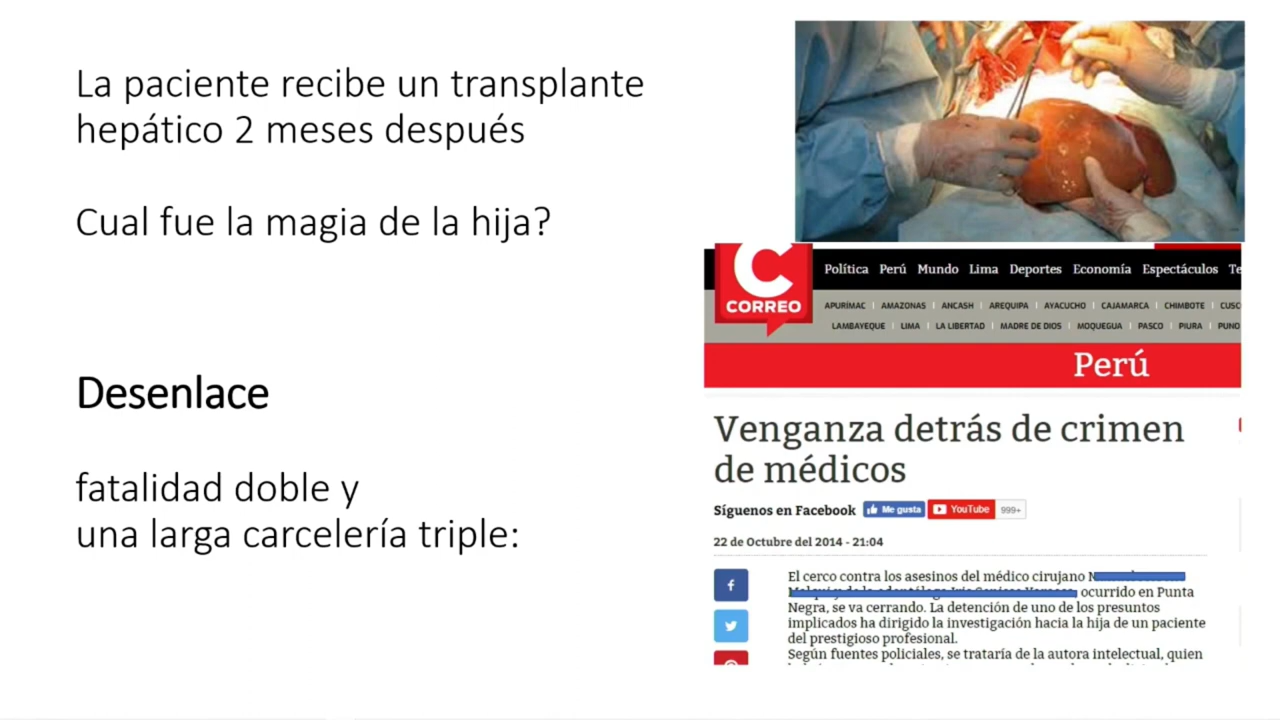 La paciente recibe un transplante
hepático 2 meses después
Cual fue la magia de la hija?
Desenlace
fatalidad doble y
una larga carcelería triple:
CORREO
Política Perú Mundo Lima Deportes Economía Espectáculos Te
APURÍMAC AMAZONAS ANCASH AREQUIPA AYACUCHO CAJAMARCA CHIMBOTE CUSC
LAMBAYEQUE LIMA LA LIBERTAD MADRE DE DIOS MOQUEGUA PASCO PIURA PUNO
Perú
Venganza detrás de crimen
de médicos
Síguenos en Facebook Me gusta YouTube 999+
22 de Octubre del 2014 - 21:04
El cerco contra los asesinos del médico cirujano
ocurrido en Punta
Negra, se va cerrando. La detención de uno de los presuntos
implicados ha dirigido la investigación hacia la hija de un paciente
del prestigioso profesional.
Según fuentes policiales, se trataría de la autora intelectual, quien